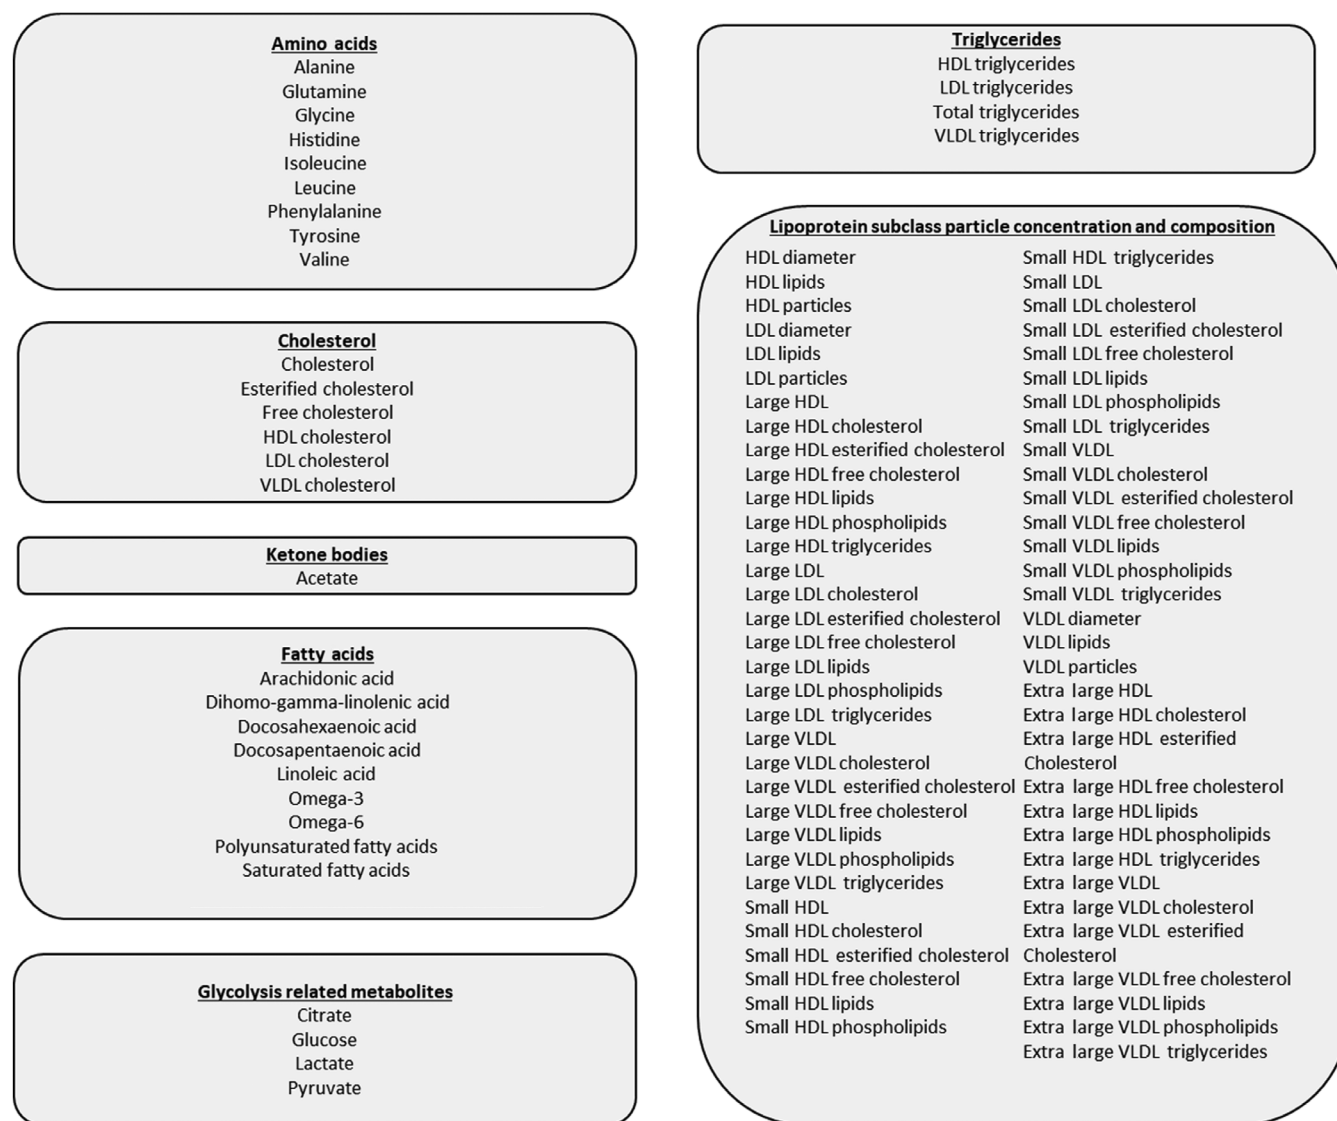 Amino acids
Alanine
Glutamine
Glycine
Histidine
Isoleucine
Leucine
Phenylalanine
Tyrosine
Valine
Cholesterol
Cholesterol
Esterified cholesterol
Free cholesterol
HDL cholesterol
LDL cholesterol
VLDL cholesterol
Ketone bodies
Acetate
Fatty acids
Arachidonic acid
Dihomo-gamma-linolenic acid
Docosahexaenoic acid
Docosapentaenoic acid
Linoleic acid
Omega-3
Omega-6
Polyunsaturated fatty acids
Saturated fatty acids
Glycolysis related metabolites
Citrate
Glucose
Lactate
Pyruvate
Triglycerides
HDL triglycerides
LDL triglycerides
Total triglycerides
VLDL triglycerides
Lipoprotein subclass particle concentration and composition
HDL diameter
HDL lipids
HDL particles
LDL diameter
LDL lipids
LDL particles
Large HDL
Large HDL cholesterol
Large HDL esterified cholesterol
Large HDL free cholesterol
Large HDL lipids
Large HDL phospholipids
Large HDL triglycerides
Large LDL
Large LDL cholesterol
Large LDL esterified cholesterol
Large LDL free cholesterol
Large LDL lipids
Large LDL phospholipids
Large LDL triglycerides
Large VLDL
Large VLDL cholesterol
Large VLDL esterified cholesterol
Large VLDL free cholesterol
Large VLDL lipids
Large VLDL phospholipids
Large VLDL triglycerides
Small HDL
Small HDL cholesterol
Small HDL esterified cholesterol
Small HDL free cholesterol
Small HDL lipids
Small HDL phospholipids
Small HDL triglycerides
Small LDL
Small LDL cholesterol
Small LDL esterified cholesterol
Small LDL free cholesterol
Small LDL lipids
Small LDL phospholipids
Small LDL triglycerides
Small VLDL
Small VLDL cholesterol
Small VLDL esterified cholesterol
Small VLDL free cholesterol
Small VLDL lipids
Small VLDL phospholipids
Small VLDL triglycerides
VLDL diameter
VLDL lipids
VLDL particles
Extra large HDL
Extra large HDL cholesterol
Extra large HDL esterified
Cholesterol
Extra large HDL free cholesterol
Extra large HDL lipids
Extra large HDL phospholipids
Extra large HDL triglycerides
Extra large VLDL
Extra large VLDL cholesterol
Extra large VLDL esterified
Cholesterol
Extra large VLDL free cholesterol
Extra large VLDL lipids
Extra large VLDL phospholipids
Extra large VLDL triglycerides